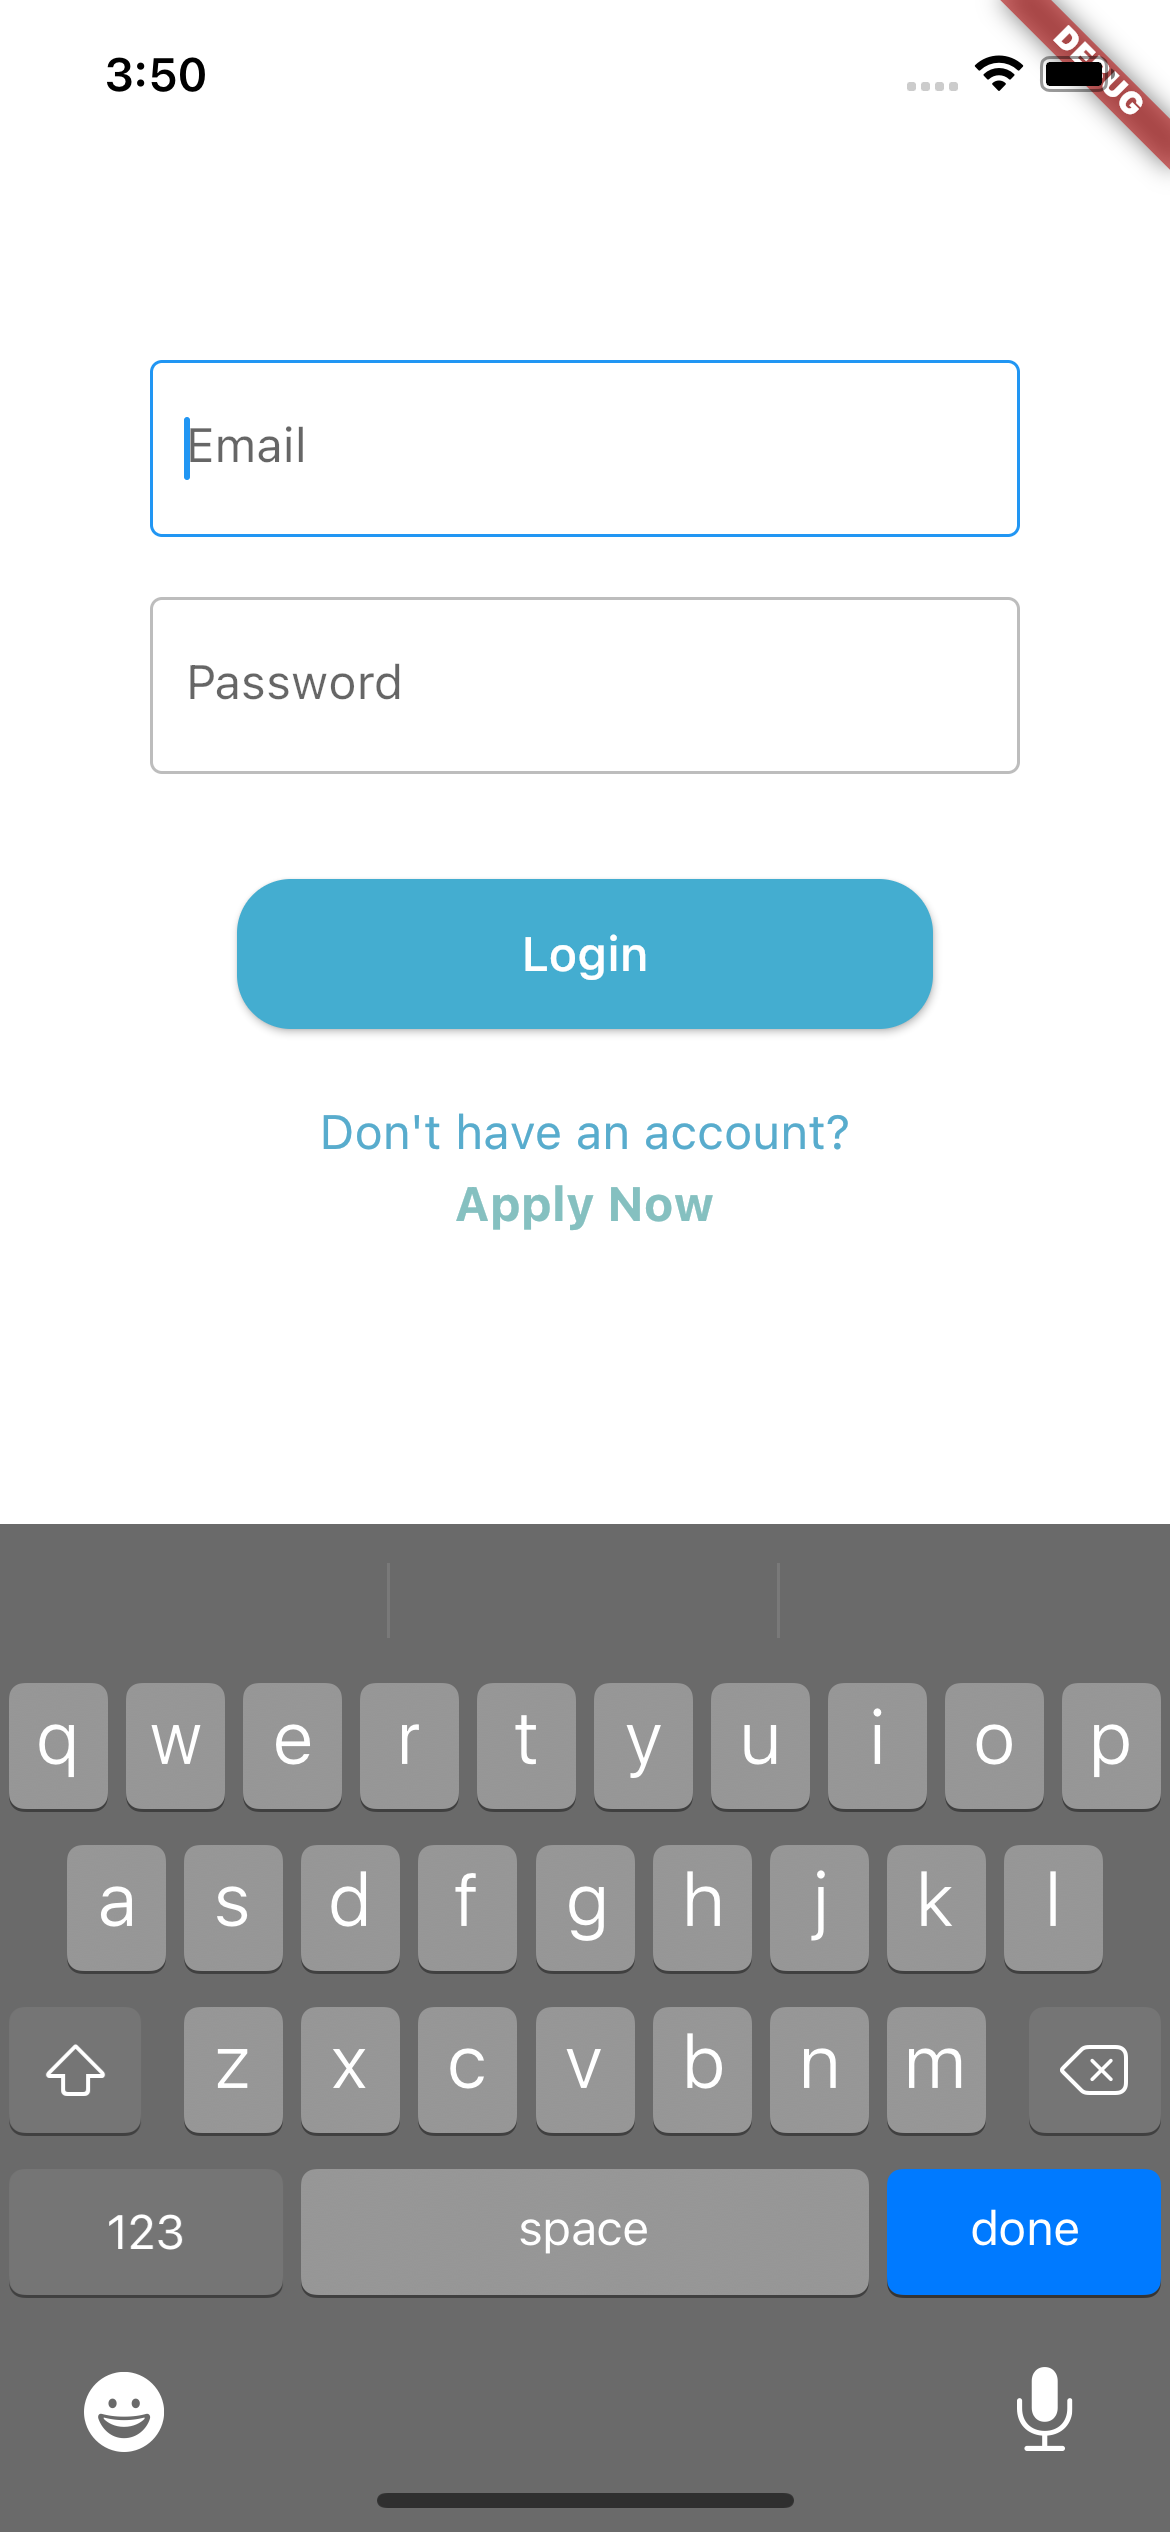 3:50
DEBUG
Email
Password
Login
Don't have an account?
Apply Now
q w e r t y u i o p
a s d f g h j k l
z x c v b n m
123 space done